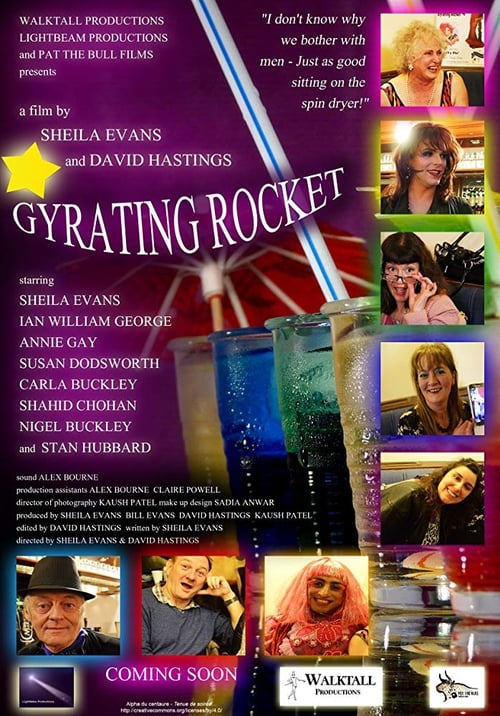 WALKTALL PRODUCTIONS
LIGHTBEAM PRODUCTIONS
and PAT THE BULL FILMS
presents
"I don't know why
we bother with
men - Just as good
sitting on the
spin dryer!"
a film by
SHEILA EVANS
and DAVID HASTINGS
GYRATING ROCKET
starring
SHEILA EVANS
IAN WILLIAM GEORGE
ANNIE GAY
SUSAN DODSWORTH
CARLA BUCKLEY
SHAHID CHOHAN
NIGEL BUCKLEY
and STAN HUBBARD
sound ALEX BOURNE
production assistants ALEX BOURNE CLAIRE POWELL
director of photography KAUSH PATEL make up design SADIA ANWAR
produced by SHEILA EVANS BILL EVANS DAVID HASTINGS KAUSH PATEL
edited by DAVID HASTINGS written by SHEILA EVANS
directed by SHEILA EVANS & DAVID HASTINGS
COMING SOON
Lightbeam Productions
WALKTALL
PRODUCTIONS
Alpha du centaure - Tenue de soirée
http://creativecommons.org/licenses/by/4.0/